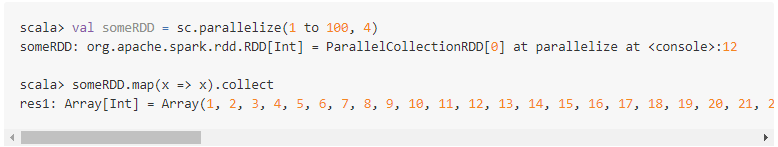 scala> val someRDD = sc.parallelize(1 to 100, 4)
someRDD: org.apache.spark.rdd.RDD[Int] = ParallelCollectionRDD[0] at parallelize at <console>:12
scala> someRDD.map(x => x).collect
res1: Array[Int] = Array(1, 2, 3, 4, 5, 6, 7, 8, 9, 10, 11, 12, 13, 14, 15, 16, 17, 18, 19, 20, 21, 2